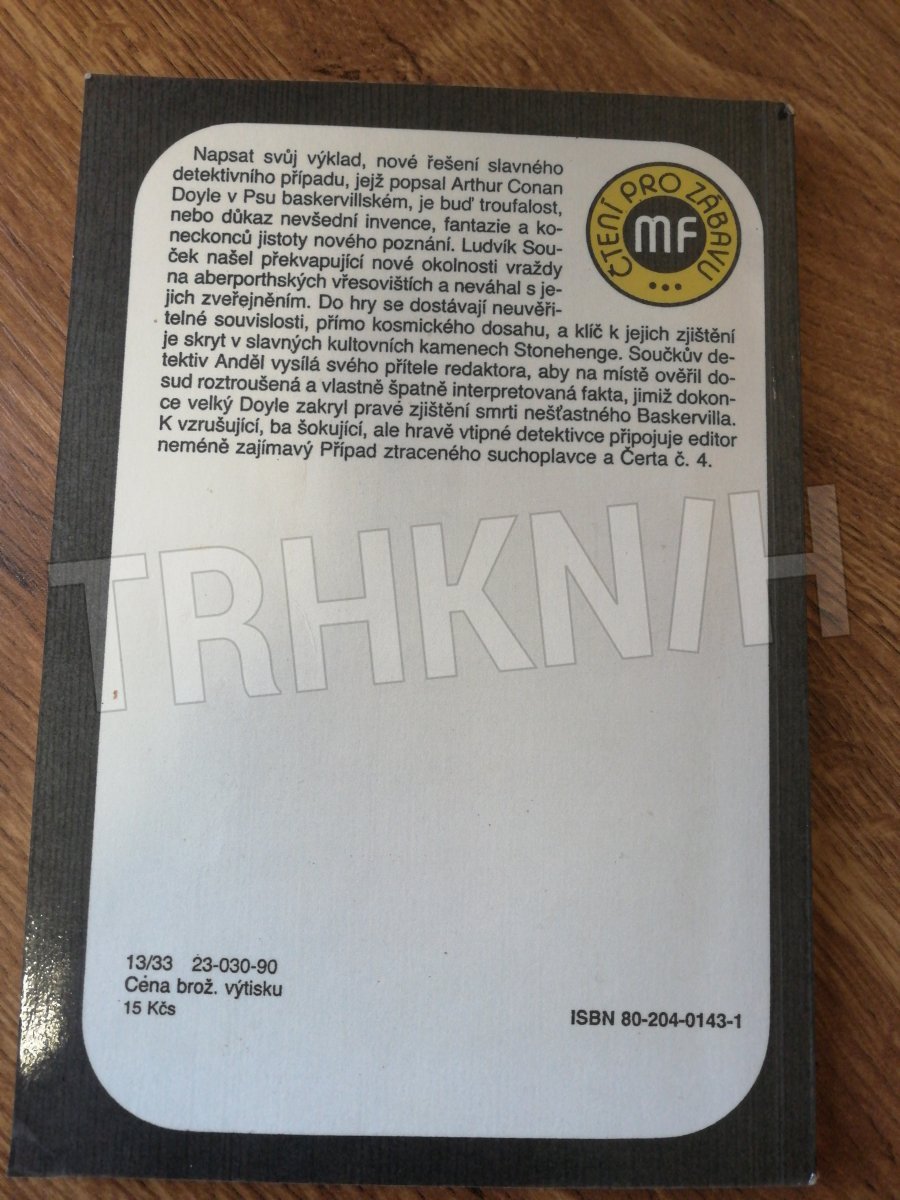 Napsat svůj výklad, nové řešení slavného
detektivního případu, jejž popsal Arthur Conan
Doyle v Psu baskervillském, je buď troufalost,
nebo důkaz nevšední invence, fantazie a ko-
neckonců jistoty nového poznání. Ludvík Sou-
ček našel překvapující nové okolnosti vraždy
na aberporthských vřesovištích a neváhal s je-
jich zveřejněním. Do hry se dostávají neuvěři-
telné souvislosti, přímo kosmického dosahu, a klíč k jejich zjištění
je skryt v slavných kultovních kamenech Stonehenge. Součkův de-
tektiv Anděl vysílá svého přítele redaktora, aby na místě ověřil do-
sud roztroušená a vlastně špatně interpretovaná fakta, jimiž dokon-
ce velký Doyle zakryl pravé zjištění smrti nešťastného Baskervilla.
K vzrušující, ba šokující, ale hravě vtipné detektivce připojuje editor
neméně zajímavý Případ ztraceného suchoplavce a Čerta č. 4.
ČTENÍ PRO ZÁBAVU
MF
TRHKNIH
13/33 23-030-90
Cena brož. výtisku
15 Kčs
ISBN 80-204-0143-1